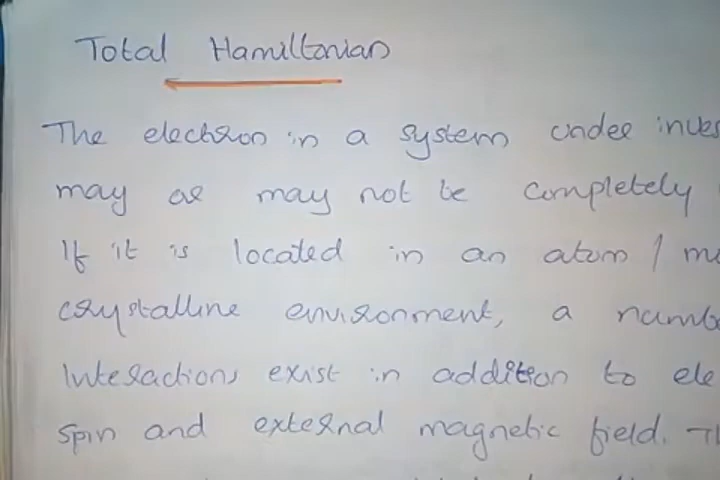 Total Hamiltonian
The electron in a system under inves
may or may not be completely
If it is located in an atom / m
crystalline environment, a numb
Interactions exist in addition to ele
spin and external magnetic field. T